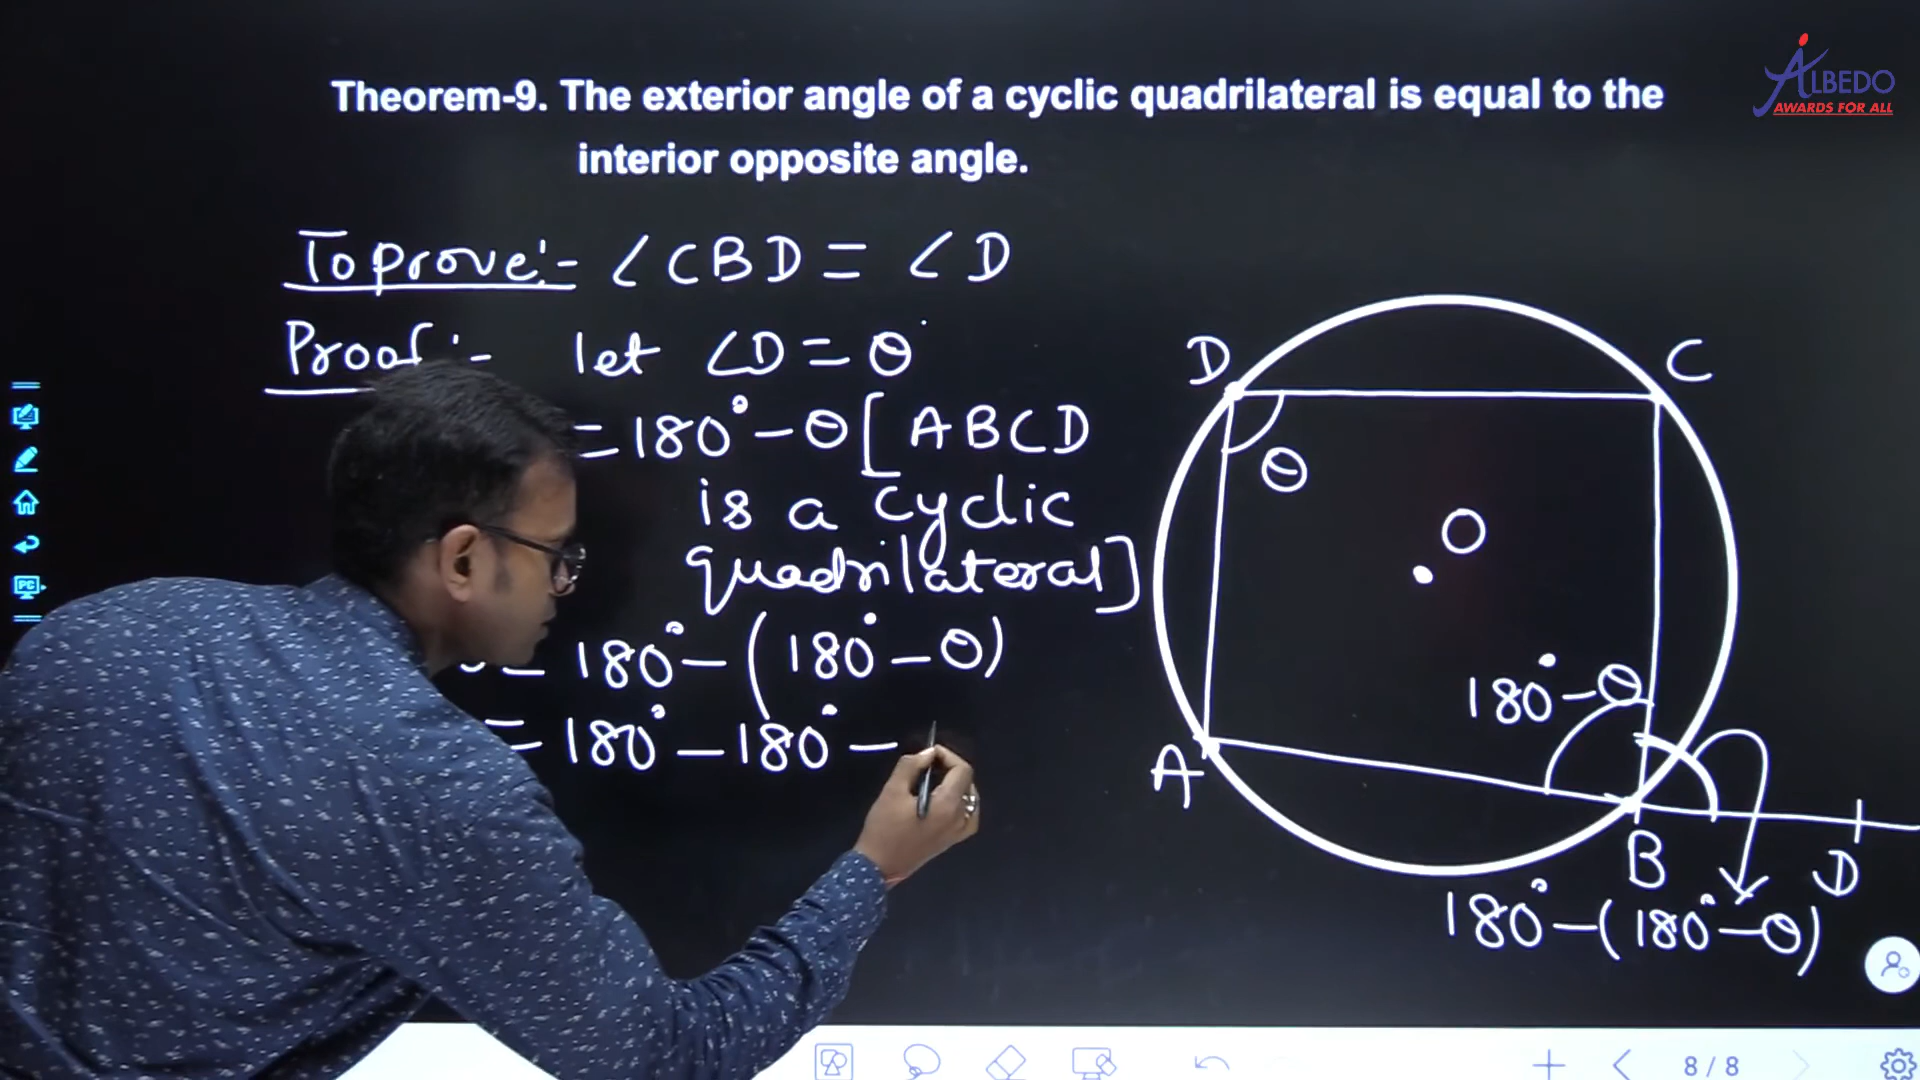 ALBEDO
AWARDS FOR ALL
Theorem-9. The exterior angle of a cyclic quadrilateral is equal to the
interior opposite angle.
To prove:- ∠CBD = ∠D
Proof:- let ∠D = θ
= 180° - θ [ABCD
is a cyclic
quadrilateral]
= 180° - (180° - θ)
= 180° - 180° -
D
C
θ
O
180° - θ
A
B
D
180° - (180° - θ)
PC
8/8